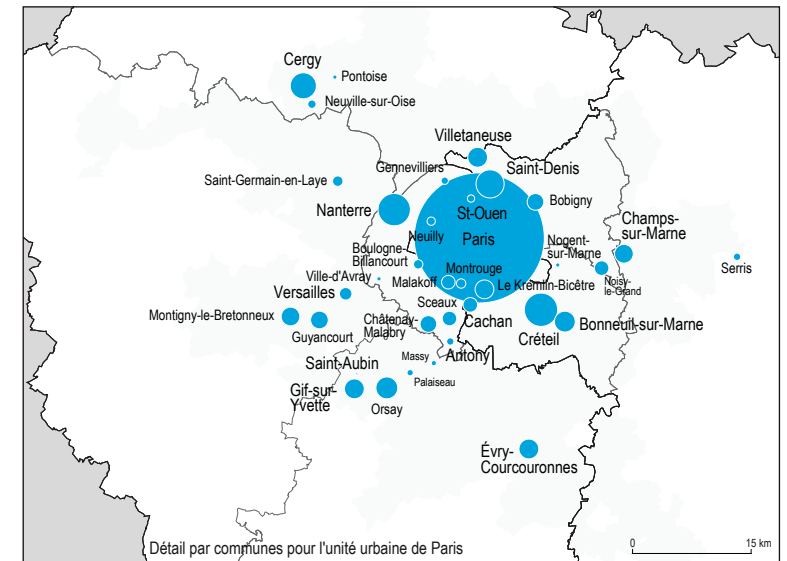 Cergy
Pontoise
Neuville-sur-Oise
Villetaneuse
Gennevilliers
Saint-Denis
Saint-Germain-en-Laye
Nanterre
St-Ouen
Bobigny
Neuilly
Paris
Champs-
sur-Marne
Boulogne-
Billancourt
Nogent-
sur-Marne
Serris
Ville-d'Avray
Montrouge
Malakoff
Le Kremlin-Bicêtre
Noisy-
le-Grand
Versailles
Sceaux
Montigny-le-Bretonneux
Guyancourt
Châtenay-
Malabry
Cachan
Bonneuil-sur-Marne
Créteil
Antony
Saint-Aubin
Massy
Palaiseau
Gif-sur-
Yvette
Orsay
Évry-
Courcouronnes
Détail par communes pour l'unité urbaine de Paris
0
15 km